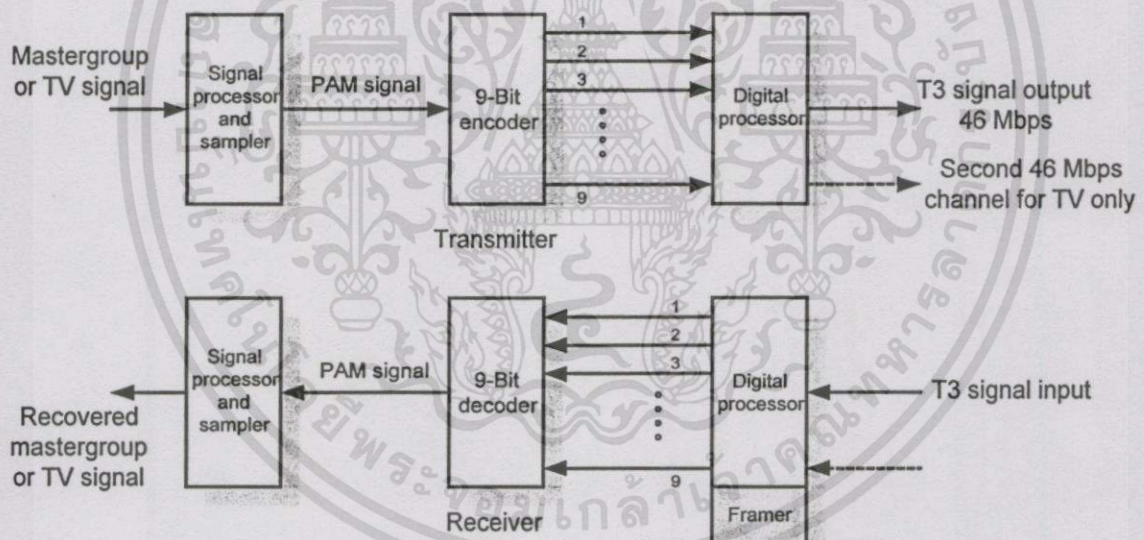 Mastergroup
or TV signal
Signal
processor
and
sampler
PAM signal
9-Bit
encoder
1
2
3
9
Digital
processor
T3 signal output
46 Mbps
Second 46 Mbps
channel for TV only
Transmitter
Recovered
mastergroup
or TV signal
Signal
processor
and
sampler
PAM signal
9-Bit
decoder
1
2
3
9
Digital
processor
T3 signal input
Receiver
Framer